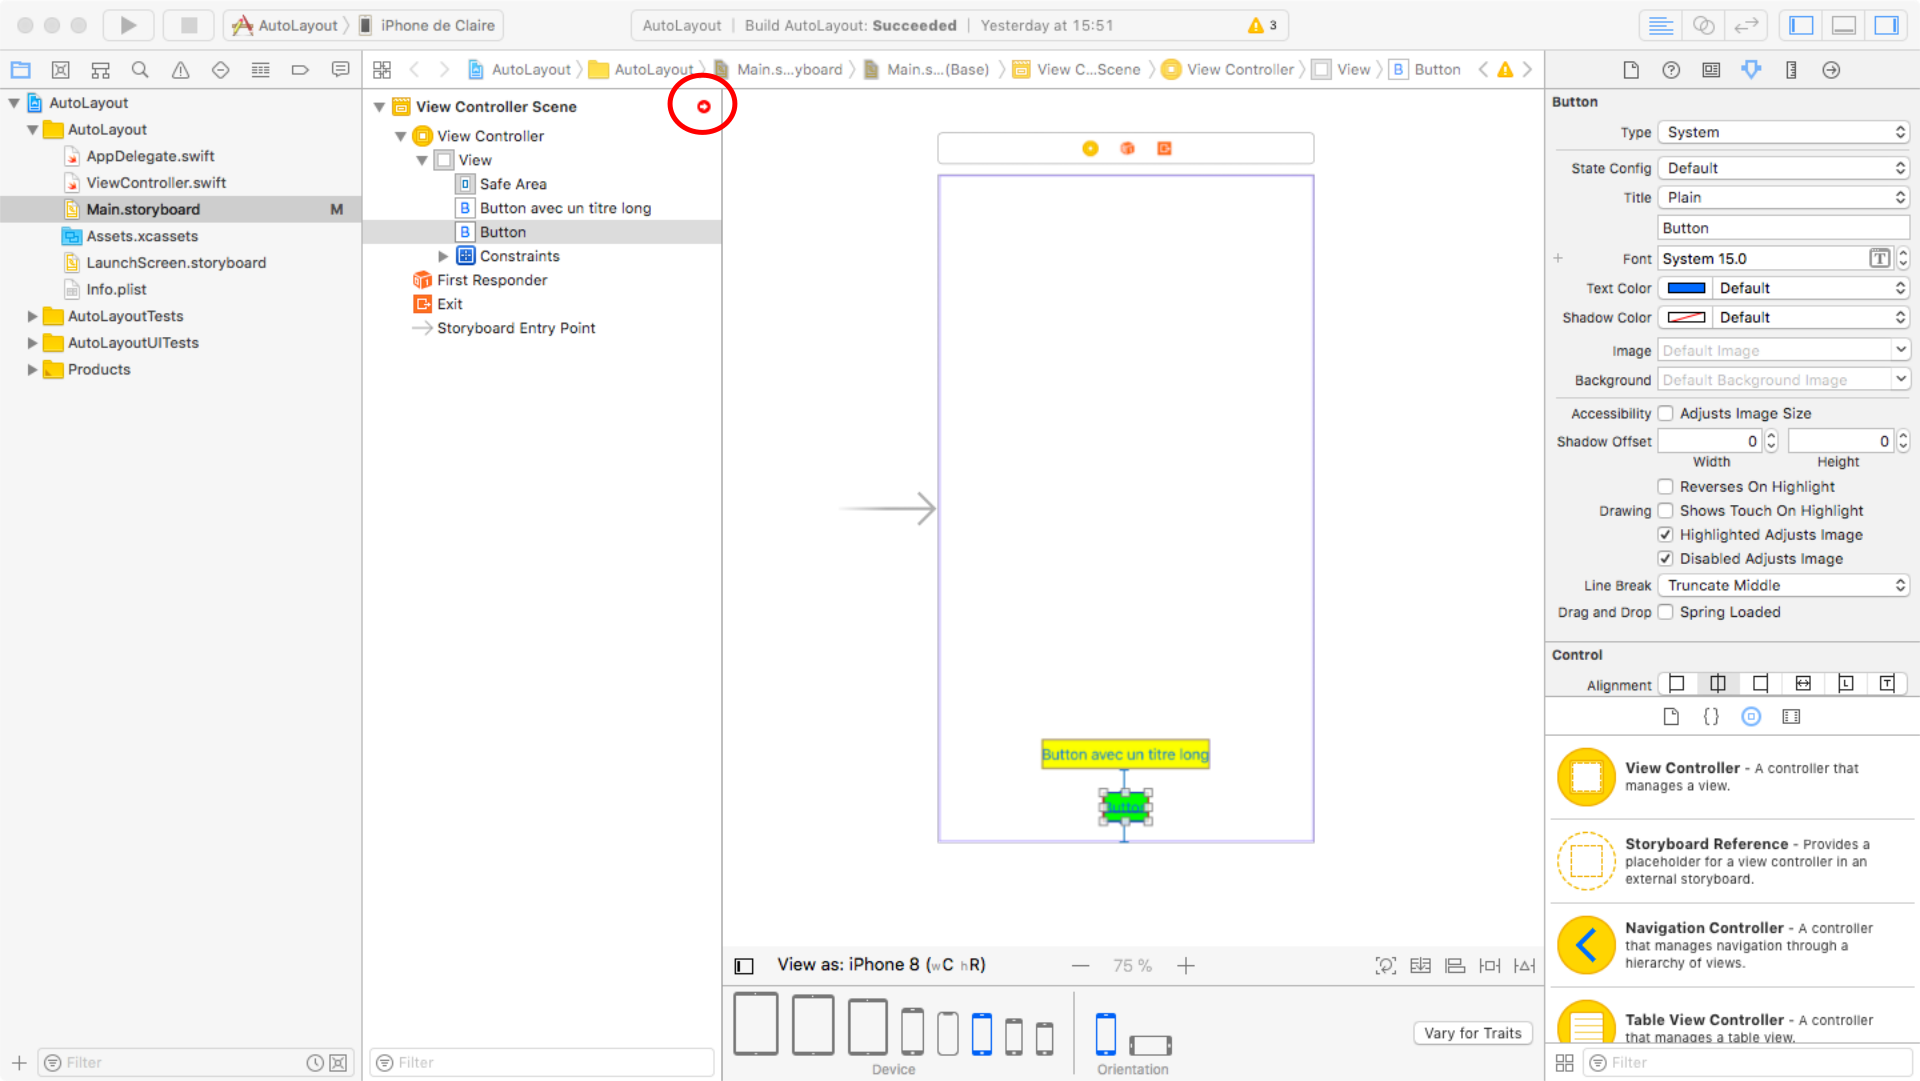 AutoLayout
iPhone de Claire
AutoLayout | Build AutoLayout: Succeeded | Yesterday at 15:51
3
AutoLayout
AutoLayout
Main.s...yboard
Main.s...(Base)
View C...Scene
View Controller
View
B Button
AutoLayout
AutoLayout
AppDelegate.swift
ViewController.swift
Main.storyboard M
Assets.xcassets
LaunchScreen.storyboard
Info.plist
AutoLayoutTests
AutoLayoutUITests
Products
Filter
View Controller Scene
View Controller
View
Safe Area
B Button avec un titre long
B Button
Constraints
First Responder
Exit
Storyboard Entry Point
Filter
Button avec un titre long
Button
View as: iPhone 8 (wC hR)
75 %
Device
Orientation
Vary for Traits
Button
Type System
State Config Default
Title Plain
Button
Font System 15.0 T
Text Color Default
Shadow Color Default
Image Default Image
Background Default Background Image
Accessibility Adjusts Image Size
Shadow Offset 0 0
Width Height
Reverses On Highlight
Drawing Shows Touch On Highlight
Highlighted Adjusts Image
Disabled Adjusts Image
Line Break Truncate Middle
Drag and Drop Spring Loaded
Control
Alignment
{}
View Controller - A controller that
manages a view.
Storyboard Reference - Provides a
placeholder for a view controller in an
external storyboard.
Navigation Controller - A controller
that manages navigation through a
hierarchy of views.
Table View Controller - A controller
that manages a table view.
Filter